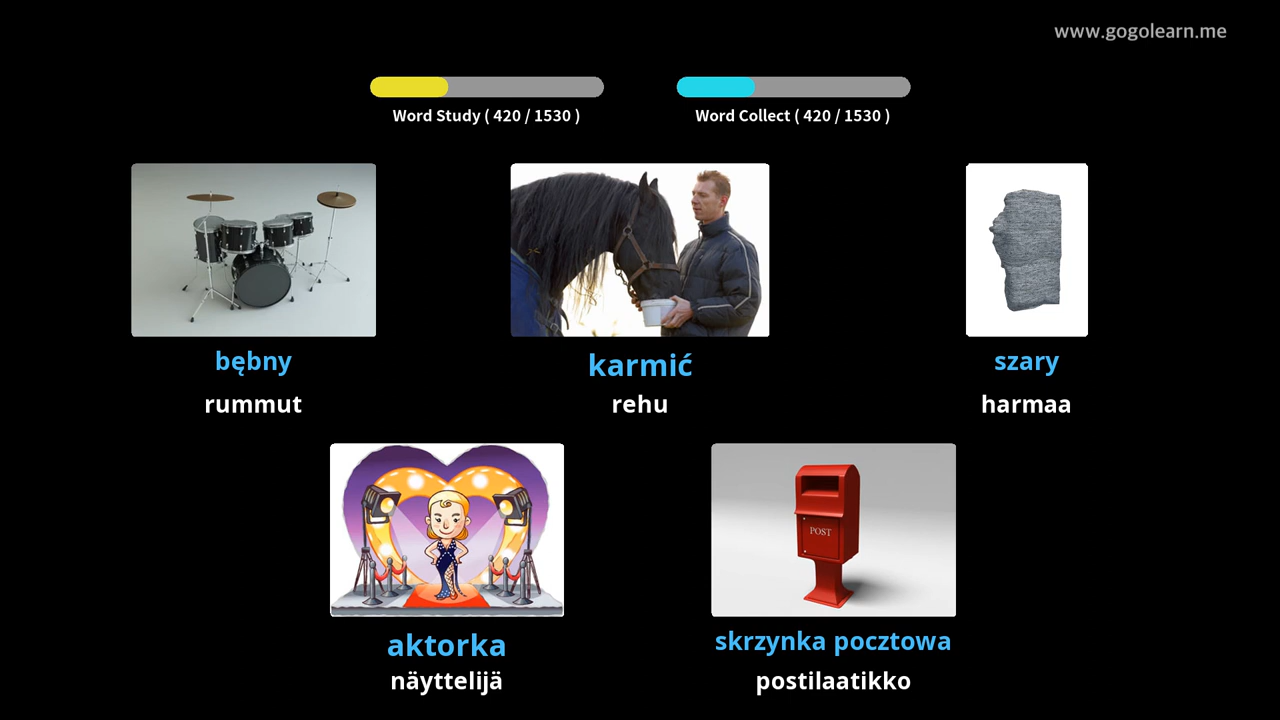 www.gogolearn.me
Word Study ( 420 / 1530 )
Word Collect ( 420 / 1530 )
bębny
rummut
karmić
rehu
szary
harmaa
POST
aktorka
näyttelijä
skrzynka pocztowa
postilaatikko